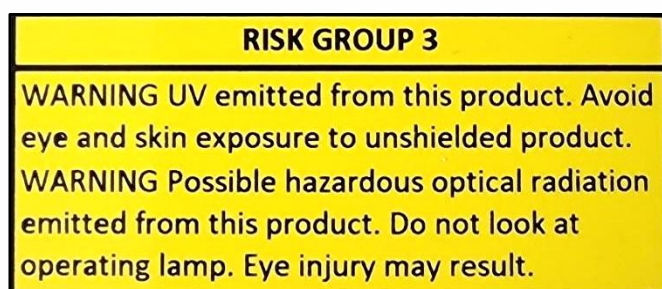 RISK GROUP 3
WARNING UV emitted from this product. Avoid
eye and skin exposure to unshielded product.
WARNING Possible hazardous optical radiation
emitted from this product. Do not look at
operating lamp. Eye injury may result.